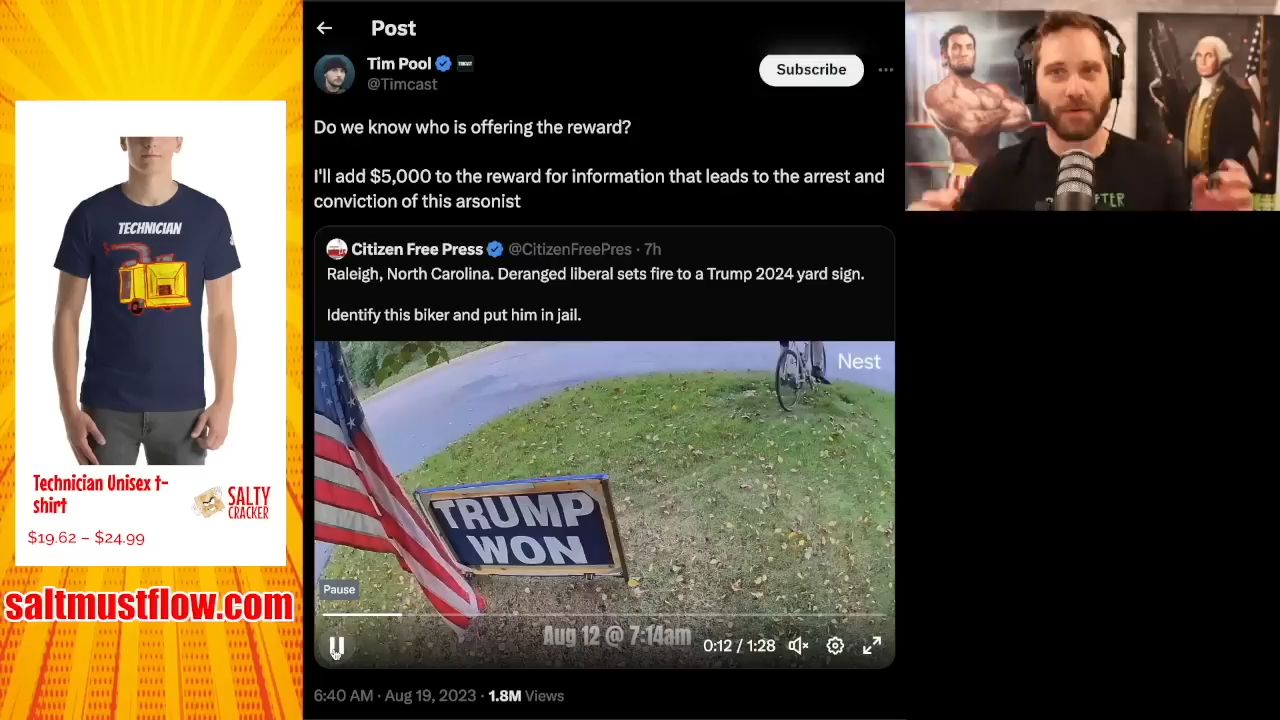 Post
Tim Pool
@Timcast
Subscribe
Do we know who is offering the reward?
I'll add $5,000 to the reward for information that leads to the arrest and
conviction of this arsonist
Citizen Free Press @CitizenFreePres · 7h
Raleigh, North Carolina. Deranged liberal sets fire to a Trump 2024 yard sign.
Identify this biker and put him in jail.
Nest
TRUMP
WON
Pause
Aug 12 @ 7:14am
0:12 / 1:28
6:40 AM · Aug 19, 2023 · 1.8M Views
TECHNICIAN
Technician Unisex t-
shirt
SALTY
CRACKER
$19.62 – $24.99
saltmustflow.com